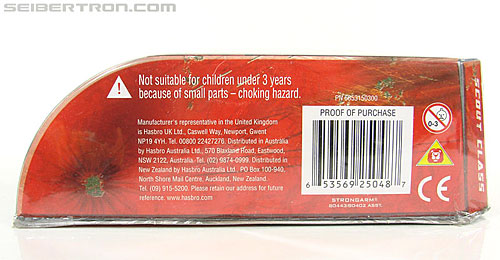 SEIBERTRON.COM
Not suitable for children under 3 years
because of small parts – choking hazard.
Manufacturer's representative in the United Kingdom
is Hasbro UK Ltd., Caswell Way, Newport, Gwent
NP19 4YH. Tel. 00800 22427276. Distributed in Australia
by Hasbro Australia Ltd., 570 Blaxland Road, Eastwood,
NSW 2122, Australia. Tel. (02) 9874-0999. Distributed in
New Zealand by Hasbro Australia Ltd. PO Box 100-940,
North Shore Mail Centre, Auckland, New Zealand.
Tel. (09) 915-5200. Please retain our address for future
reference. www.hasbro.com
PROOF OF PURCHASE
6 53569 25048 7
STRONGARM®
80443/80403 ASST.
0-3
CE
SCOUT CLASS